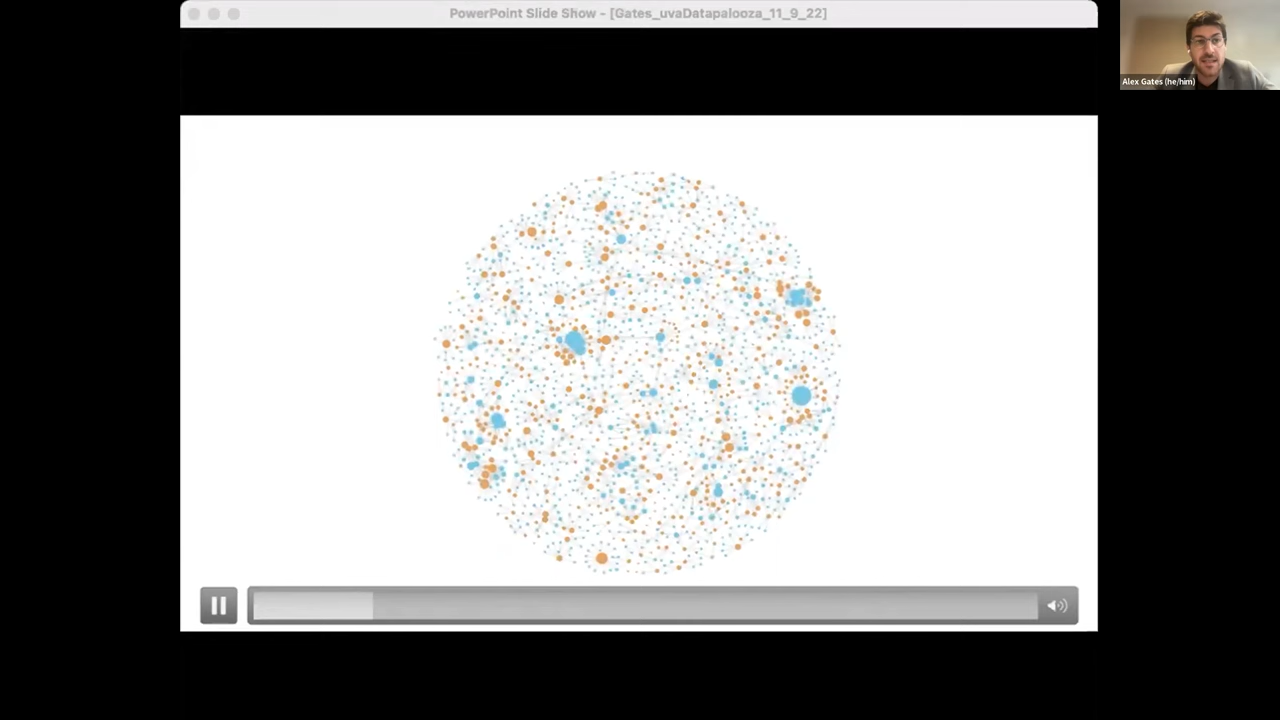 PowerPoint Slide Show - [Gates_uvaDatapalooza_11_9_22]
Alex Gates (he/him)